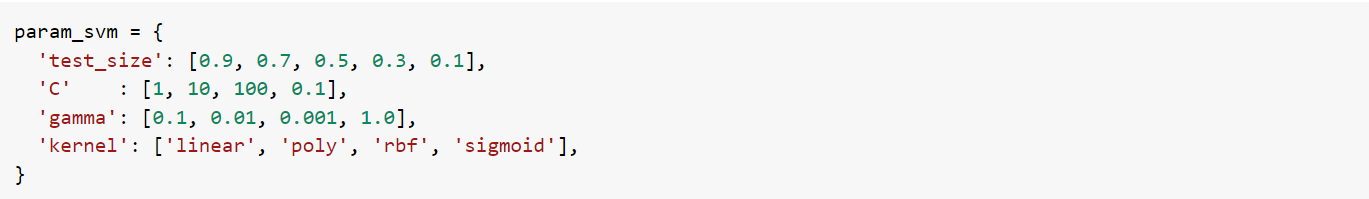 param_svm = {
  'test_size': [0.9, 0.7, 0.5, 0.3, 0.1],
  'C'    : [1, 10, 100, 0.1],
  'gamma': [0.1, 0.01, 0.001, 1.0],
  'kernel': ['linear', 'poly', 'rbf', 'sigmoid'],
}